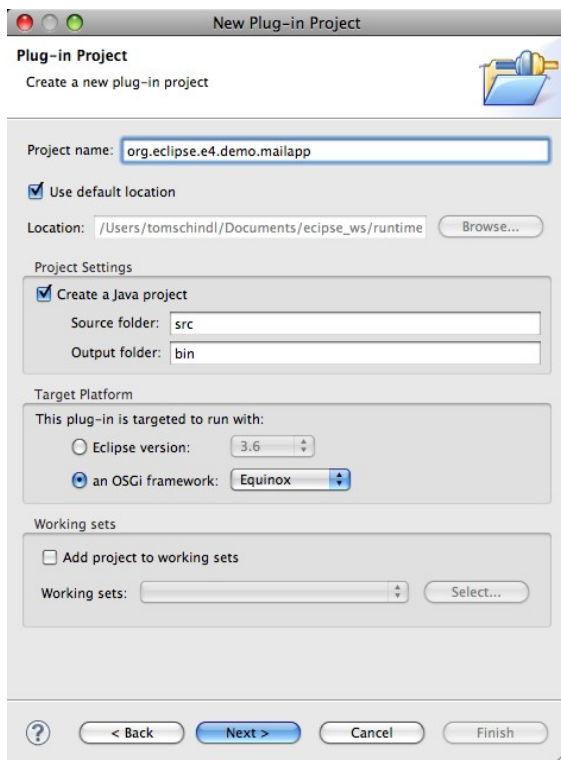 New Plug-in Project
Plug-in Project
Create a new plug-in project
Project name: org.eclipse.e4.demo.mailapp
Use default location
Location: /Users/tomschindl/Documents/ecipse_ws/runtime Browse...
Project Settings
Create a Java project
Source folder: src
Output folder: bin
Target Platform
This plug-in is targeted to run with:
Eclipse version: 3.6
an OSGi framework: Equinox
Working sets
Add project to working sets
Working sets: Select...
? < Back Next > Cancel Finish